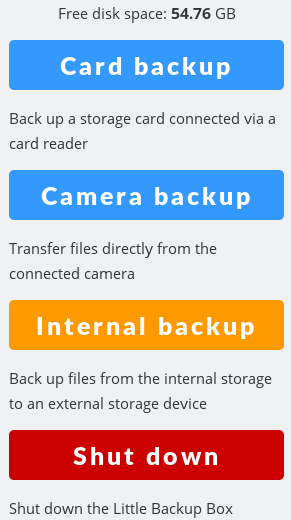 Free disk space: 54.76 GB
Card backup
Back up a storage card connected via a
card reader
Camera backup
Transfer files directly from the
connected camera
Internal backup
Back up files from the internal storage
to an external storage device
Shut down
Shut down the Little Backup Box